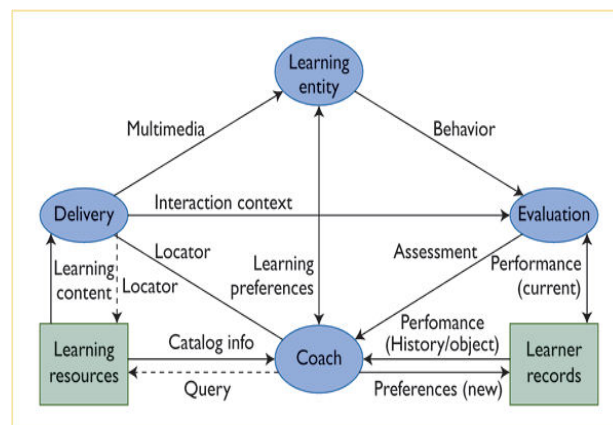 Learning
entity
Multimedia
Behavior
Delivery
Interaction context
Evaluation
Learning
content
Locator
Locator
Learning
preferences
Assessment
Performance
(current)
Learning
resources
Catalog info
Query
Coach
Perfomance
(History/object)
Preferences (new)
Learner
records